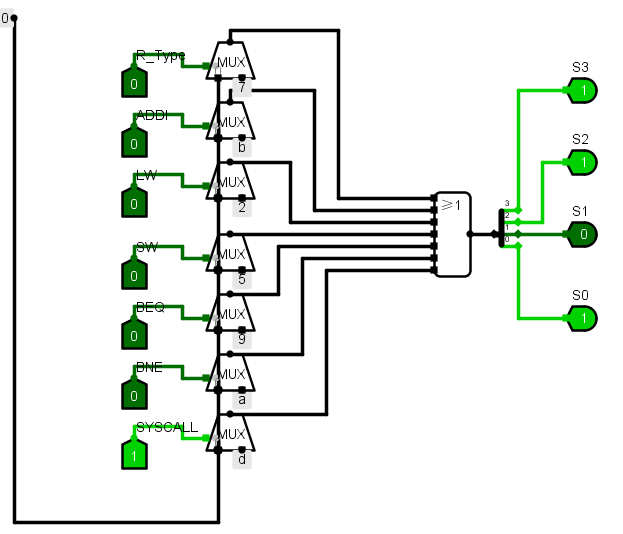 0
R_Type
0
MUX
7
ADDI
0
MUX
b
LW
0
MUX
2
SW
0
MUX
5
BEQ
0
MUX
9
BNE
0
MUX
a
SYSCALL
1
MUX
d
≥1
3
2
1
0
S3
1
S2
1
S1
0
S0
1